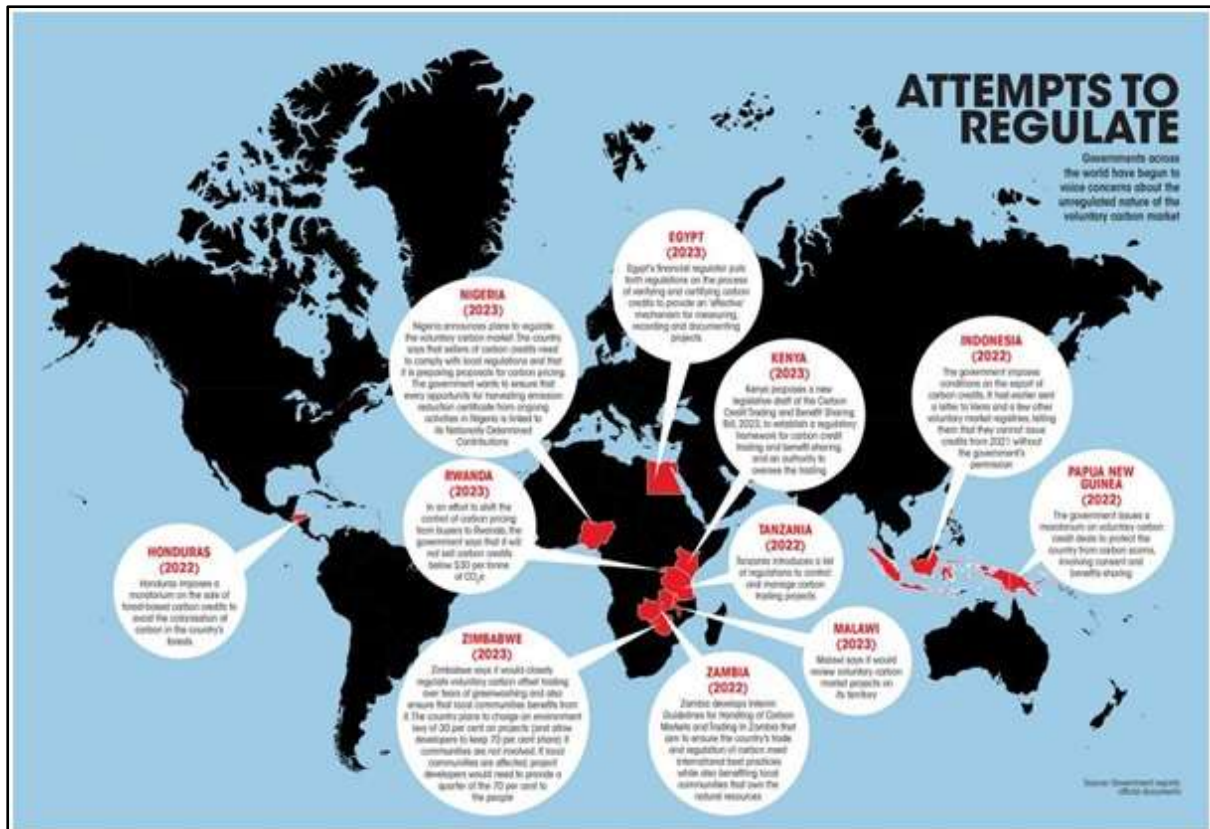 ATTEMPTS TO
REGULATE
Governments across
the world have begun to
voice concerns about the
unregulated nature of the
voluntary carbon market
EGYPT
(2023)
Egypt's financial regulator puts
forth regulations on the process
of verifying and certifying carbon
credits to provide an 'effective'
mechanism for measuring,
recording and documenting
projects
NIGERIA
(2023)
Nigeria announces plans to regulate
the voluntary carbon market. The country
says that sellers of carbon credits need
to comply with local regulations and that
it is preparing proposals for carbon pricing.
The government wants to ensure that
every opportunity for harvesting emission
reduction certificate from ongoing
activities in Nigeria is linked to
its Nationally Determined
Contributions
KENYA
(2023)
Kenya proposes a new
legislative draft of the Carbon
Credit Trading and Benefit Sharing
Bill, 2023, to establish a regulatory
framework for carbon credit
trading and benefit sharing
and an authority to
oversee the trading
INDONESIA
(2022)
The government imposes
conditions on the export of
carbon credits. It had earlier sent
a letter to Verra and a few other
voluntary market registries, telling
them that they cannot issue
credits from 2021 without
the government's
permission
RWANDA
(2023)
In an effort to shift the
control of carbon pricing
from buyers to Rwanda, the
government says that it will
not sell carbon credits
below $30 per tonne
of CO₂e
PAPUA NEW
GUINEA
(2022)
The government issues a
moratorium on voluntary carbon
credit deals to protect the
country from carbon scams,
involving consent and
benefits-sharing
TANZANIA
(2022)
Tanzania introduces a list
of regulations to control
and manage carbon
trading projects
HONDURAS
(2022)
Honduras imposes a
moratorium on the sale of
forest-based carbon credits to
avoid the colonisation of
carbon in the country's
forests
MALAWI
(2023)
Malawi says it would
review voluntary carbon
market projects on
its territory
ZIMBABWE
(2023)
Zimbabwe says it would closely
regulate voluntary carbon offset trading
over fears of greenwashing and also
ensure that local communities benefits from
it. The country plans to charge an environment
levy of 30 per cent on projects (and allow
developers to keep 70 per cent share) if
communities are not involved. If local
communities are affected, project
developers would need to provide a
quarter of the 70 per cent to
the people
ZAMBIA
(2022)
Zambia develops Interim
Guidelines for Handling of Carbon
Markets and Trading in Zambia that
aim to ensure the country's trade
and regulation of carbon meet
international best practices
while also benefiting local
communities that own the
natural resources
Source: Government reports,
official documents